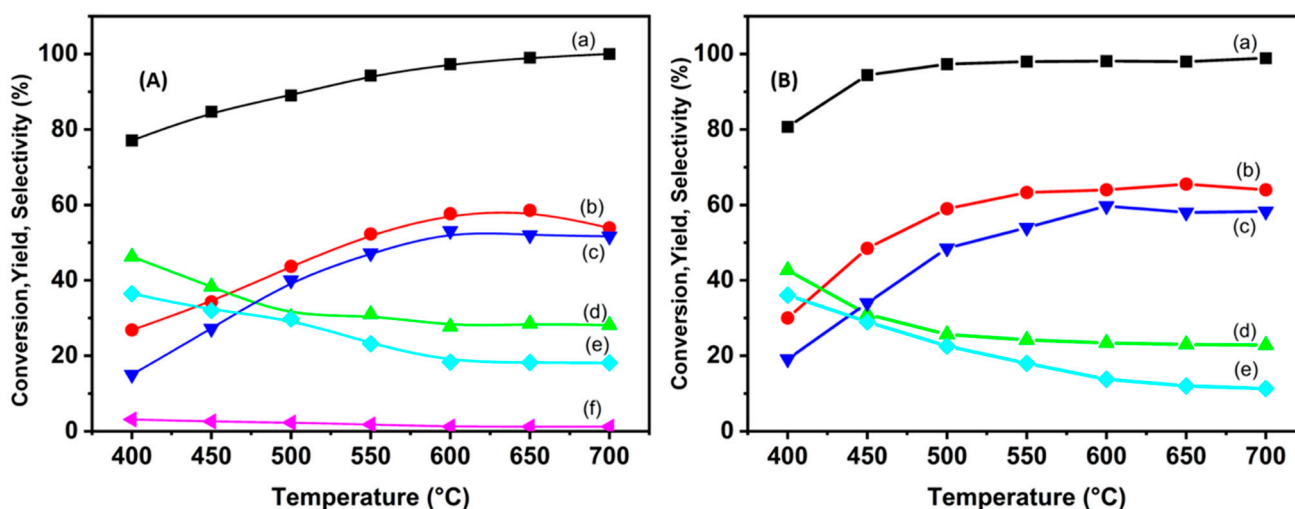 (A)
(a)
(b)
(c)
(d)
(e)
(f)
100
80
60
40
20
0
400 450 500 550 600 650 700
Temperature (°C)
Conversion,Yield, Selectivity (%)
(B)
(a)
(b)
(c)
(d)
(e)
100
80
60
40
20
0
400 450 500 550 600 650 700
Temperature (°C)
Conversion,Yield, Selectivity (%)